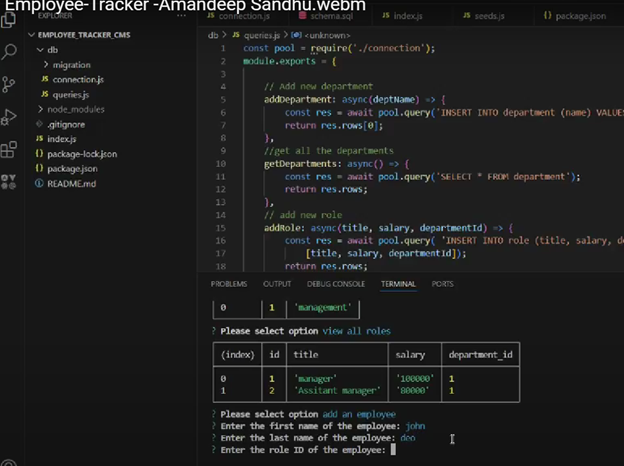 Employee-Tracker -Amandeep Sandhu.webm
EXPLORER
connection.js schema.sql index.js seeds.js package.json
EMPLOYEE_TRACKER_CMS
db
migration
connection.js
queries.js
node_modules
.gitignore
index.js
package-lock.json
package.json
README.md
db > queries.js > <unknown>
1 const pool = require('./connection');
2 module.exports = {
3
4 // Add new department
5 addDepartment: async(deptName) => {
6 const res = await pool.query('INSERT INTO department (name) VALUES
7 return res.rows[0];
8 },
9 //get all the departments
10 getDepartments: async() => {
11 const res = await pool.query('SELECT * FROM department');
12 return res.rows;
13 },
14 // add new role
15 addRole: async(title, salary, departmentId) => {
16 const res = await pool.query( 'INSERT INTO role (title, salary, d
17 [title, salary, departmentId]);
18 return res.rows;
PROBLEMS OUTPUT DEBUG CONSOLE TERMINAL PORTS
0 1 'management'
? Please select option view all roles
(index) id title salary department_id
0 1 'manager' '100000' 1
1 2 'Assitant manager' '80000' 1
? Please select option add an employee
? Enter the first name of the employee: john
? Enter the last name of the employee: deo
? Enter the role ID of the employee: